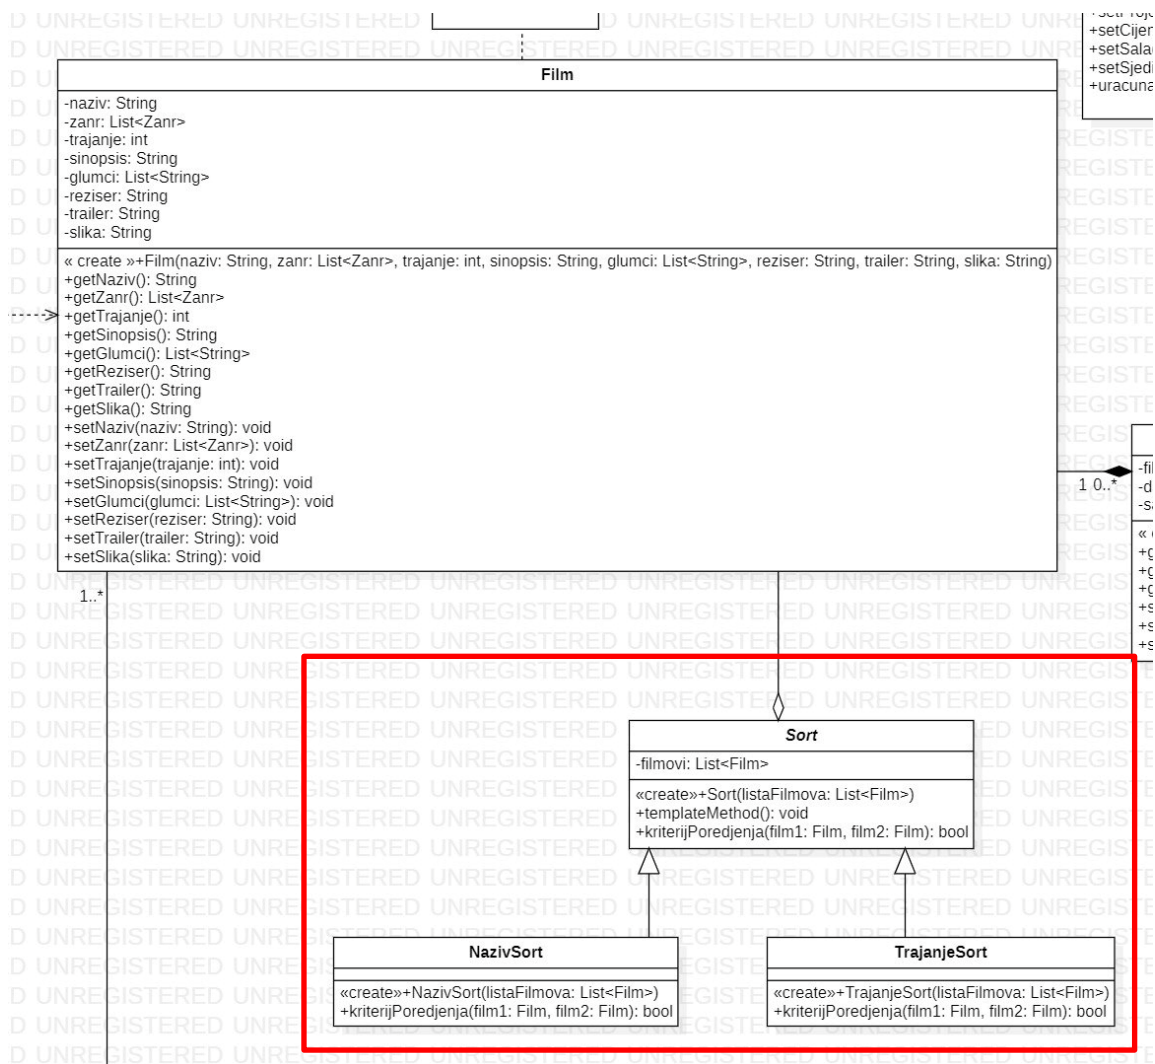 +setCijen
+setSala
+setSjedi
+uracuna
Film
-naziv: String
-zanr: List<Zanr>
-trajanje: int
-sinopsis: String
-glumci: List<String>
-reziser: String
-trailer: String
-slika: String
« create »+Film(naziv: String, zanr: List<Zanr>, trajanje: int, sinopsis: String, glumci: List<String>, reziser: String, trailer: String, slika: String)
+getNaziv(): String
+getZanr(): List<Zanr>
+getTrajanje(): int
+getSinopsis(): String
+getGlumci(): List<String>
+getReziser(): String
+getTrailer(): String
+getSlika(): String
+setNaziv(naziv: String): void
+setZanr(zanr: List<Zanr>): void
+setTrajanje(trajanje: int): void
+setSinopsis(sinopsis: String): void
+setGlumci(glumci: List<String>): void
+setReziser(reziser: String): void
+setTrailer(trailer: String): void
+setSlika(slika: String): void
1 0..*
-fil
-d
-sa
« c
+g
+g
+g
+s
+s
+s
1..*
Sort
-filmovi: List<Film>
«create»+Sort(listaFilmova: List<Film>)
+templateMethod(): void
+kriterijPoredjenja(film1: Film, film2: Film): bool
NazivSort
«create»+NazivSort(listaFilmova: List<Film>)
+kriterijPoredjenja(film1: Film, film2: Film): bool
TrajanjeSort
«create»+TrajanjeSort(listaFilmova: List<Film>)
+kriterijPoredjenja(film1: Film, film2: Film): bool